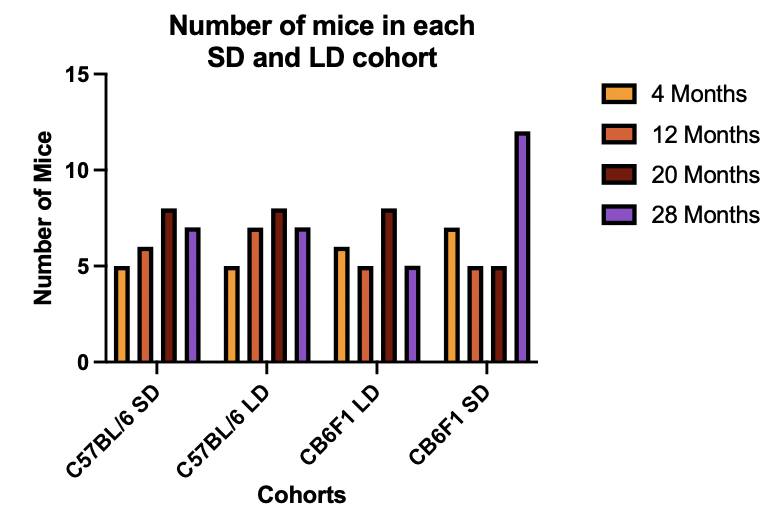 Number of mice in each
SD and LD cohort
15
10
5
0
Number of Mice
C57BL/6 SD
C57BL/6 LD
CB6F1 LD
CB6F1 SD
Cohorts
4 Months
12 Months
20 Months
28 Months